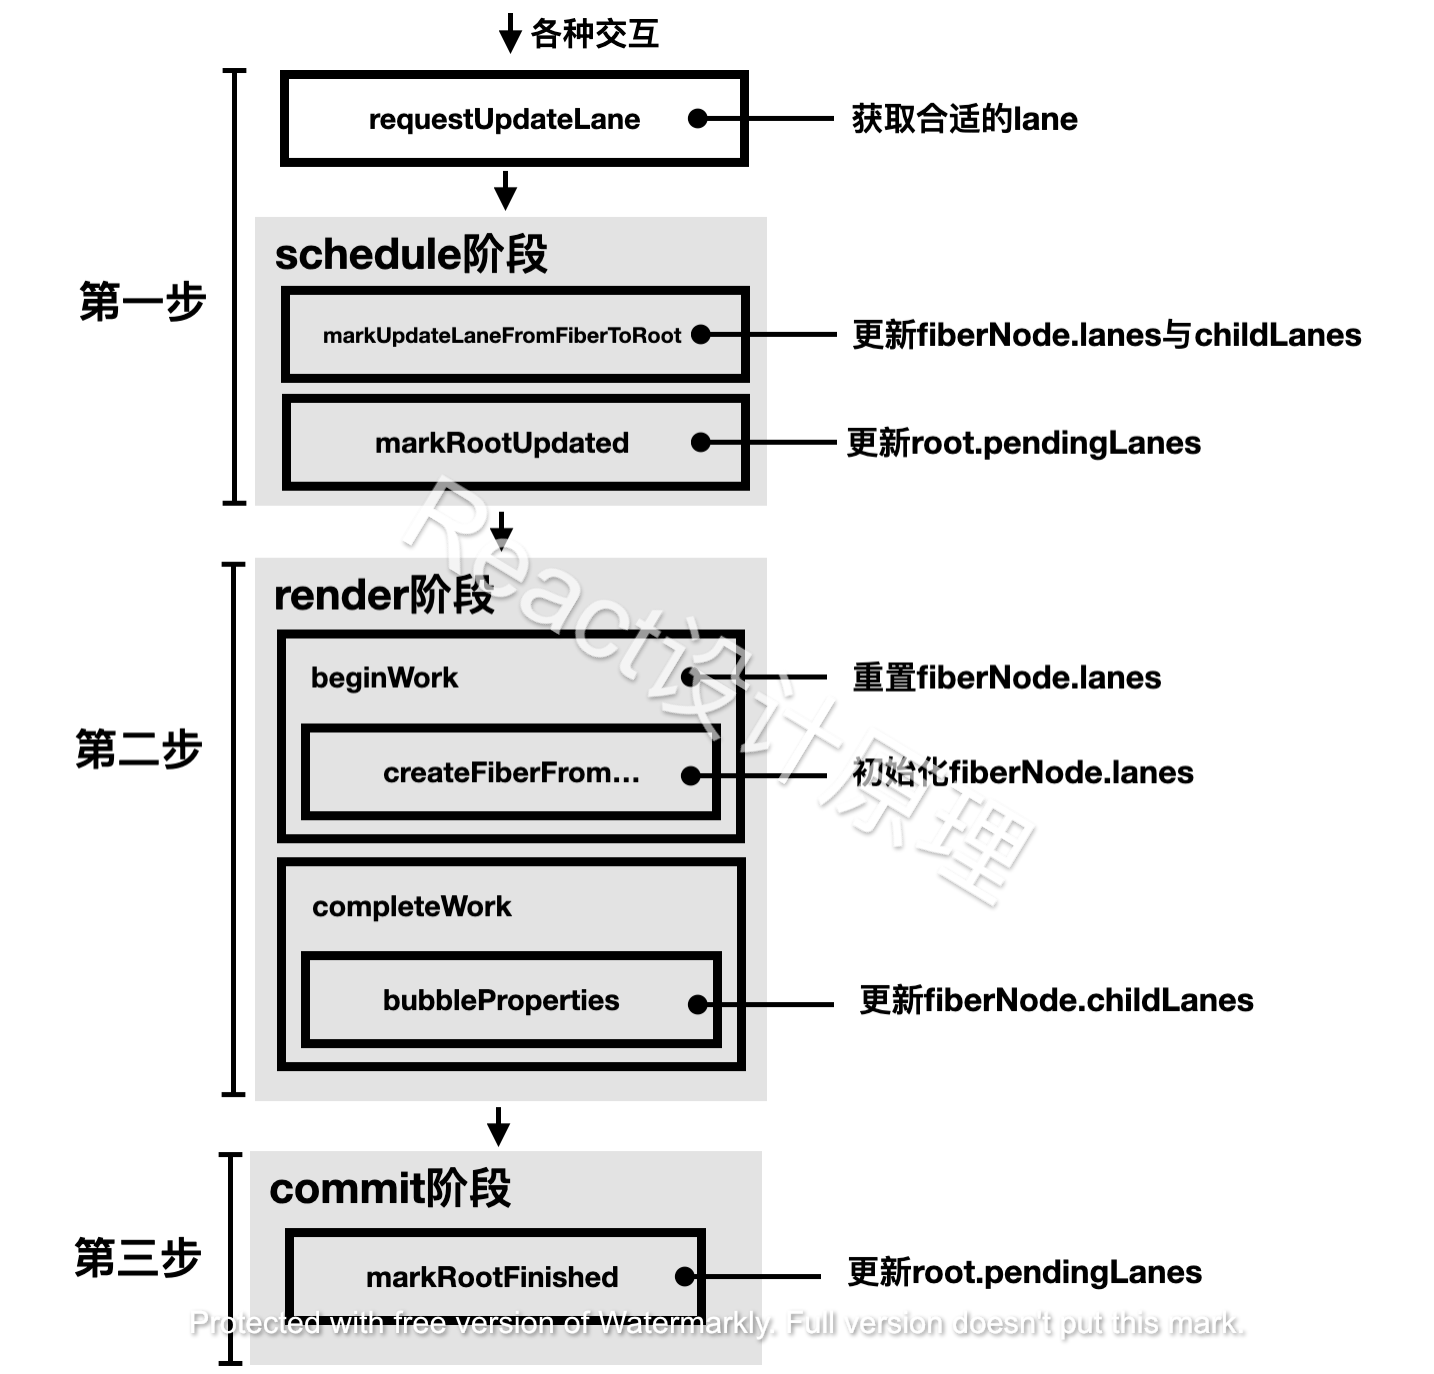 各种交互
requestUpdateLane
获取合适的lane
第一步
schedule阶段
markUpdateLaneFromFiberToRoot
更新fiberNode.lanes与childLanes
markRootUpdated
更新root.pendingLanes
React设计原理
第二步
render阶段
beginWork
重置fiberNode.lanes
createFiberFrom...
初始化fiberNode.lanes
completeWork
bubbleProperties
更新fiberNode.childLanes
第三步
commit阶段
markRootFinished
更新root.pendingLanes
Protected with free version of Watermarkly. Full version doesn't put this mark.